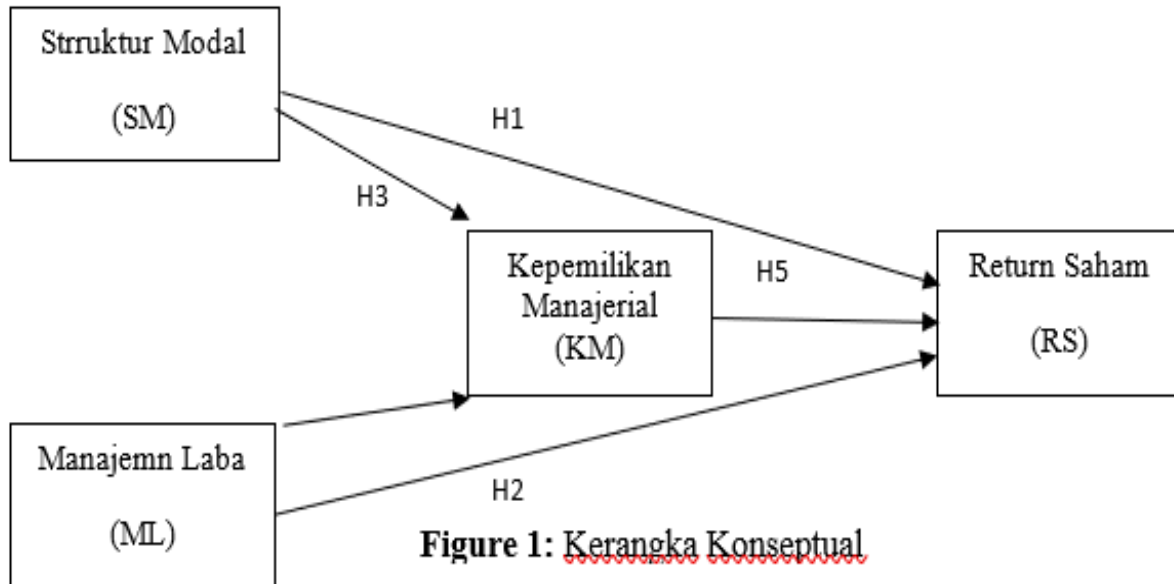 Strruktur Modal
(SM)
H1
H3
Kepemilikan
Manajerial
(KM)
H5
Return Saham
(RS)
Manajemn Laba
(ML)
H2
Figure 1: Kerangka Konseptual